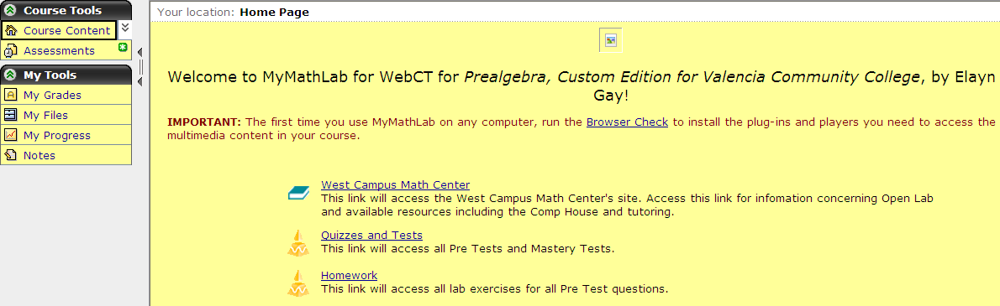 Course Tools
Course Content
Assessments
My Tools
My Grades
My Files
My Progress
Notes
Your location: Home Page
Welcome to MyMathLab for WebCT for Prealgebra, Custom Edition for Valencia Community College, by Elayn
Gay!
IMPORTANT: The first time you use MyMathLab on any computer, run the Browser Check to install the plug-ins and players you need to access the
multimedia content in your course.
West Campus Math Center
This link will access the West Campus Math Center's site. Access this link for infomation concerning Open Lab
and available resources including the Comp House and tutoring.
Quizzes and Tests
This link will access all Pre Tests and Mastery Tests.
Homework
This link will access all lab exercises for all Pre Test questions.